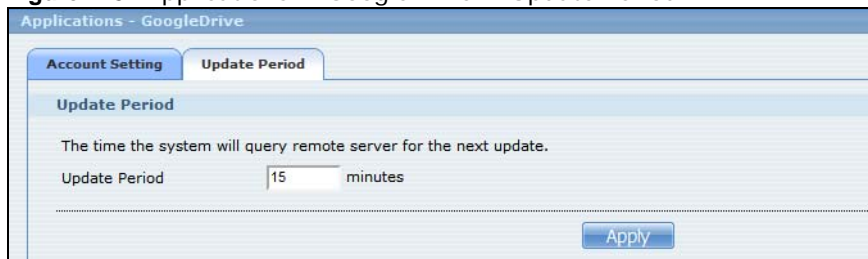 Applications - GoogleDrive
Account Setting Update Period
Update Period
The time the system will query remote server for the next update.
Update Period 15 minutes
Apply